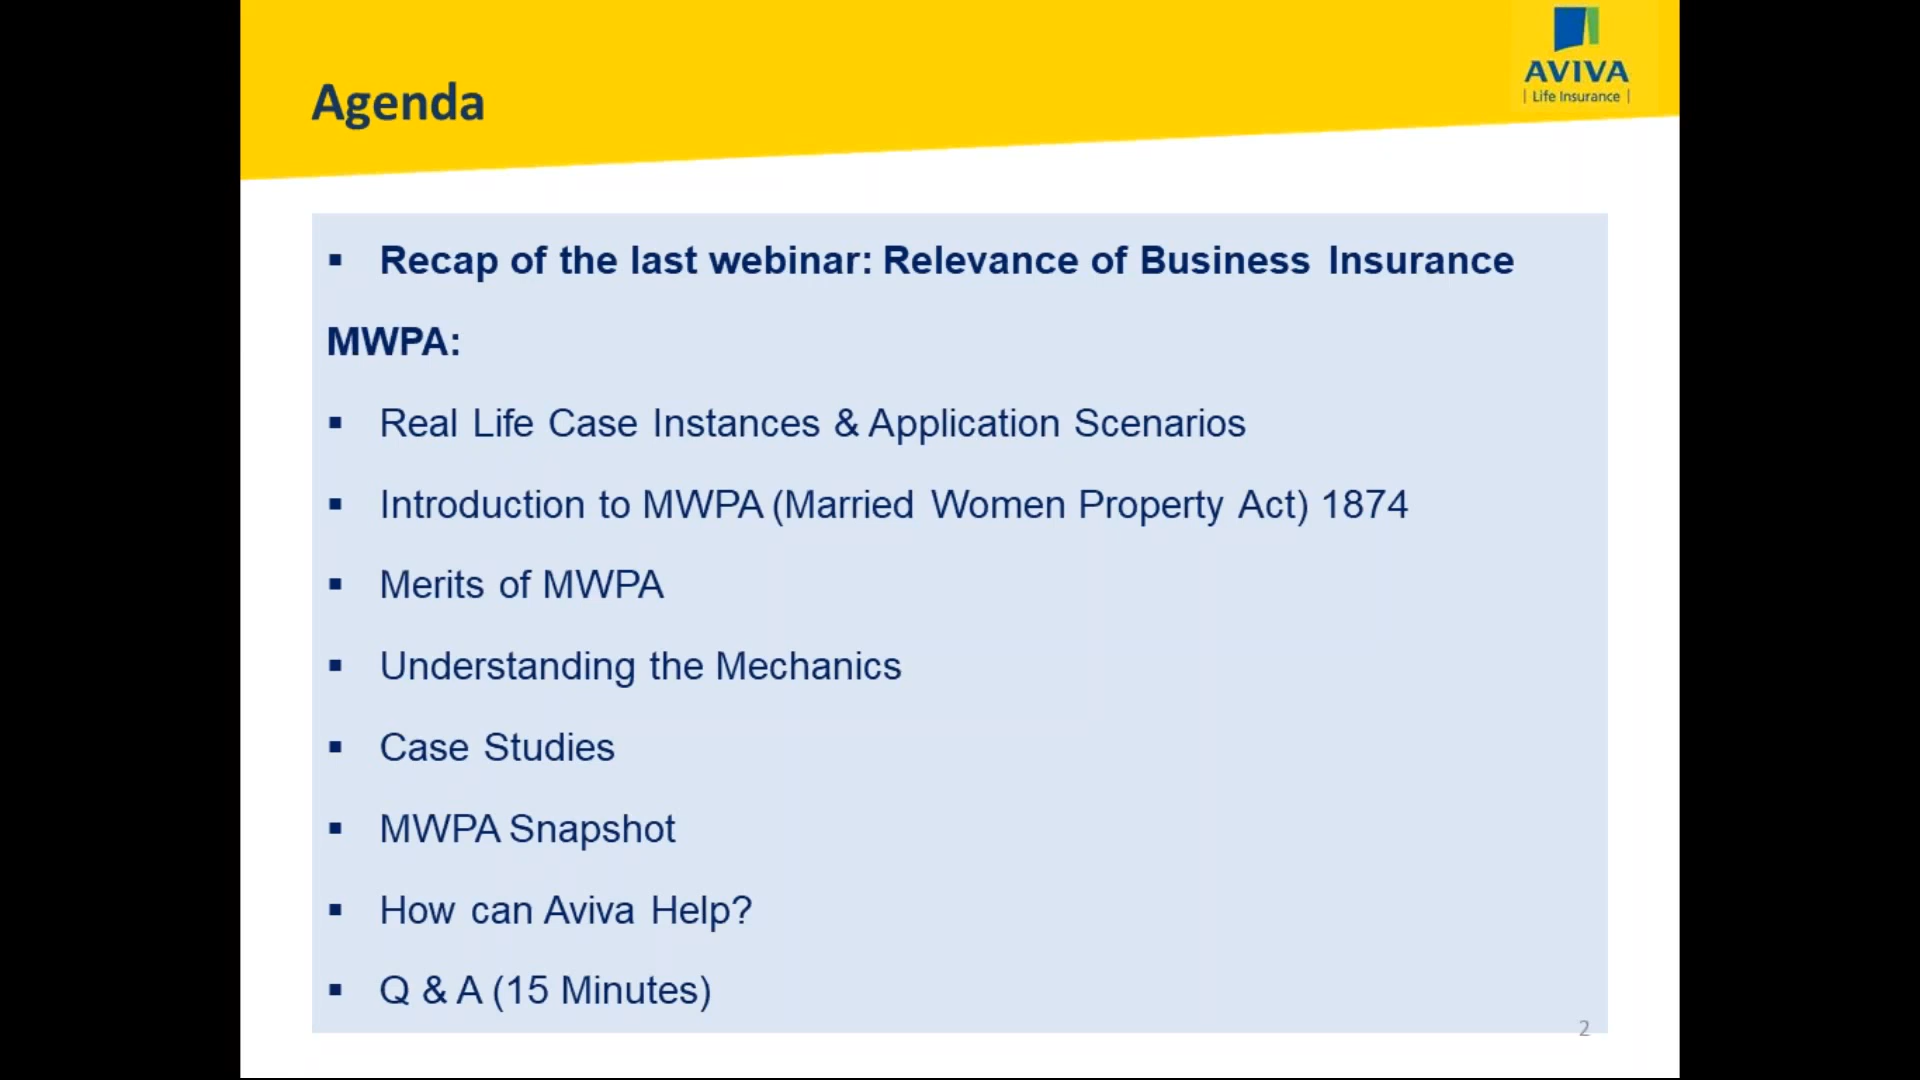 AVIVA
| Life Insurance |
Agenda
▪ Recap of the last webinar: Relevance of Business Insurance
MWPA:
▪ Real Life Case Instances & Application Scenarios
▪ Introduction to MWPA (Married Women Property Act) 1874
▪ Merits of MWPA
▪ Understanding the Mechanics
▪ Case Studies
▪ MWPA Snapshot
▪ How can Aviva Help?
▪ Q & A (15 Minutes)
2